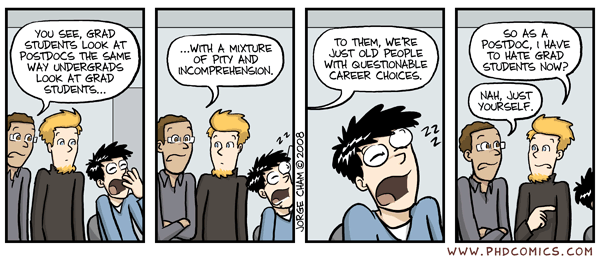 YOU SEE, GRAD
STUDENTS LOOK AT
POSTDOCS THE SAME
WAY UNDERGRADS
LOOK AT GRAD
STUDENTS...
...WITH A MIXTURE
OF PITY AND
INCOMPREHENSION.
ZZ
JORGE CHAM © 2008
TO THEM, WE'RE
JUST OLD PEOPLE
WITH QUESTIONABLE
CAREER CHOICES.
ZZZ
SO AS A
POSTDOC, I HAVE
TO HATE GRAD
STUDENTS NOW?
NAH, JUST
YOURSELF.
WWW.PHDCOMICS.COM